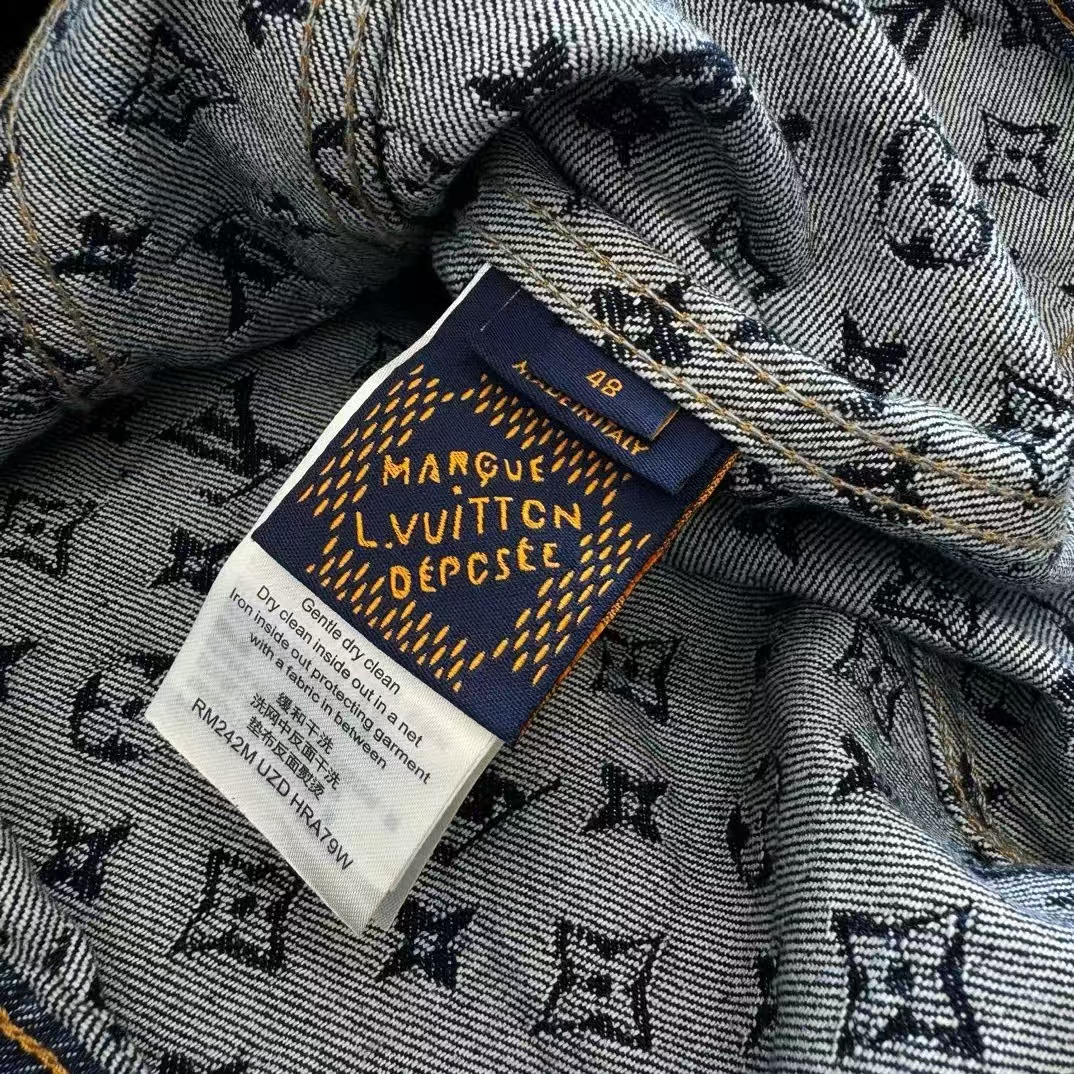 48
MADE IN ITALY
MARQUE
L.VUITTON
DÉPOSÉE
Gentle dry clean
Dry clean inside out in a net
Iron inside out protecting garment
with a fabric in between
缓和干洗
洗网中反面干洗
垫布反面熨烫
RM242M UZD HRA79W